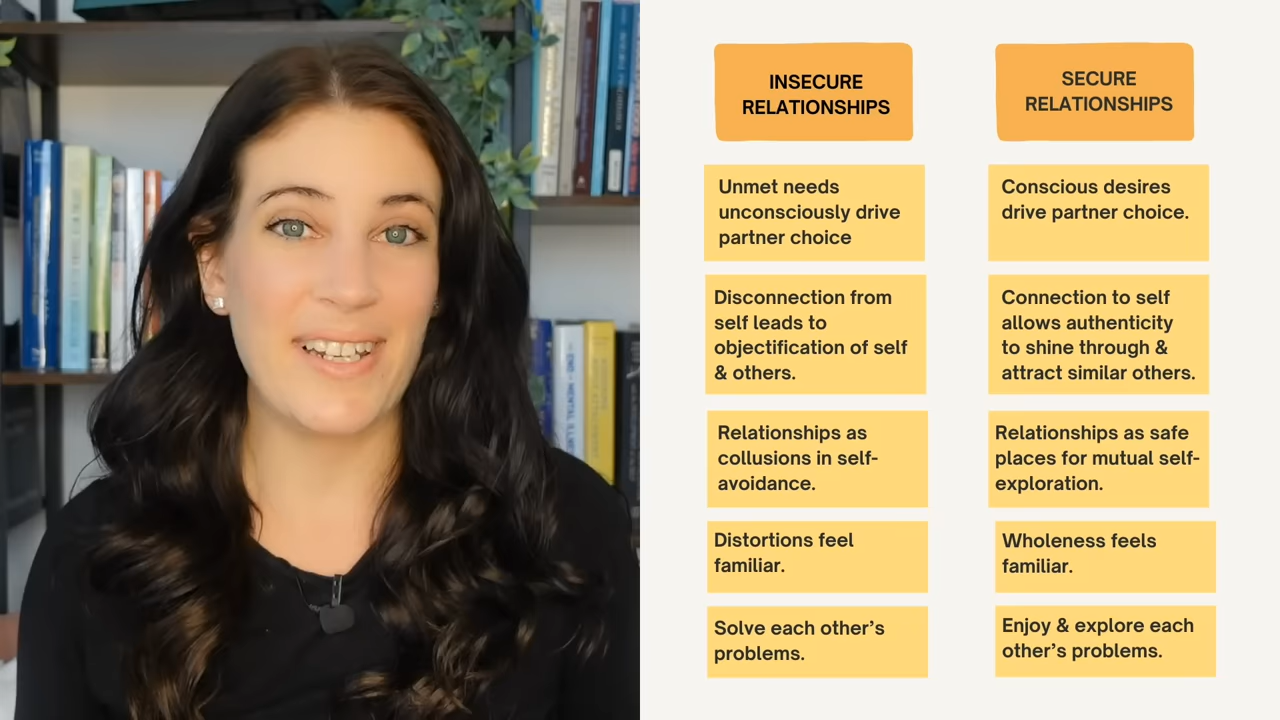 INSECURE
RELATIONSHIPS
Unmet needs
unconsciously drive
partner choice
Disconnection from
self leads to
objectification of self
& others.
Relationships as
collusions in self-
avoidance.
Distortions feel
familiar.
Solve each other’s
problems.
SECURE
RELATIONSHIPS
Conscious desires
drive partner choice.
Connection to self
allows authenticity
to shine through &
attract similar others.
Relationships as safe
places for mutual self-
exploration.
Wholeness feels
familiar.
Enjoy & explore each
other’s problems.